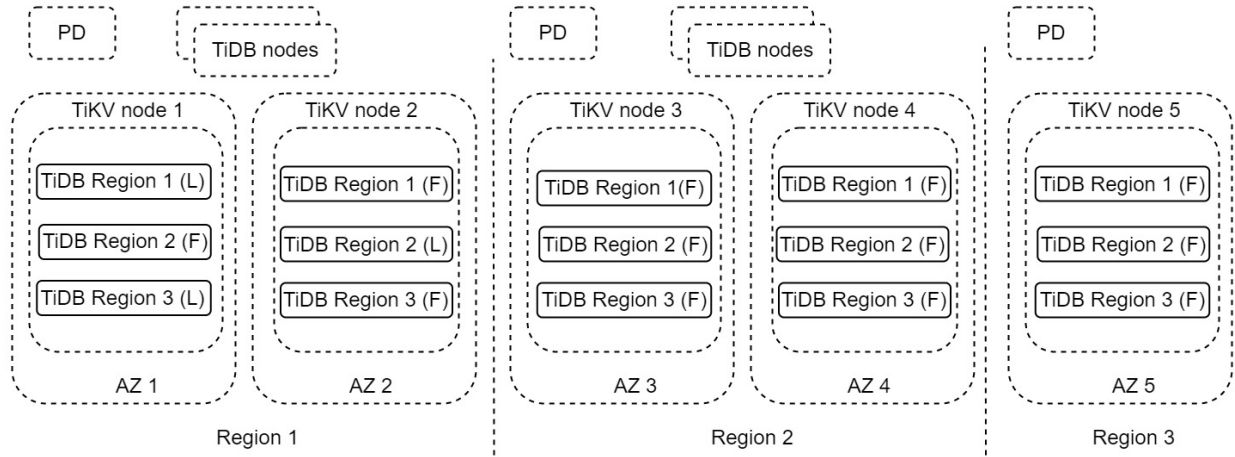 PD
TiDB nodes
PD
TiDB nodes
PD
TiKV node 1
TiKV node 2
TiKV node 3
TiKV node 4
TiKV node 5
TiDB Region 1 (L)
TiDB Region 1 (F)
TiDB Region 1(F)
TiDB Region 1 (F)
TiDB Region 1 (F)
TiDB Region 2 (F)
TiDB Region 2 (L)
TiDB Region 2 (F)
TiDB Region 2 (F)
TiDB Region 2 (F)
TiDB Region 3 (L)
TiDB Region 3 (F)
TiDB Region 3 (F)
TiDB Region 3 (F)
TiDB Region 3 (F)
AZ 1
AZ 2
AZ 3
AZ 4
AZ 5
Region 1
Region 2
Region 3